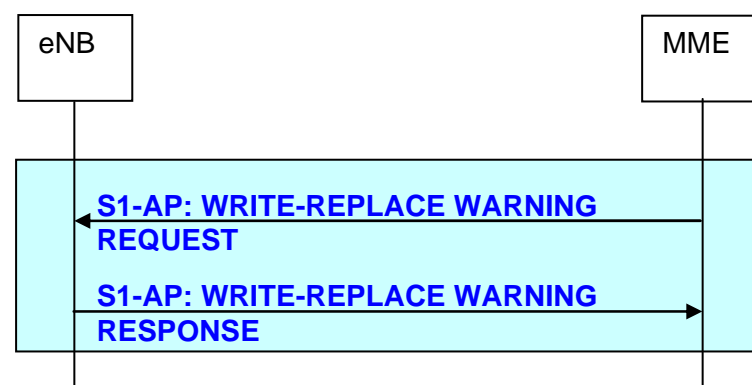 eNB
MME
S1-AP: WRITE-REPLACE WARNING
REQUEST
S1-AP: WRITE-REPLACE WARNING
RESPONSE